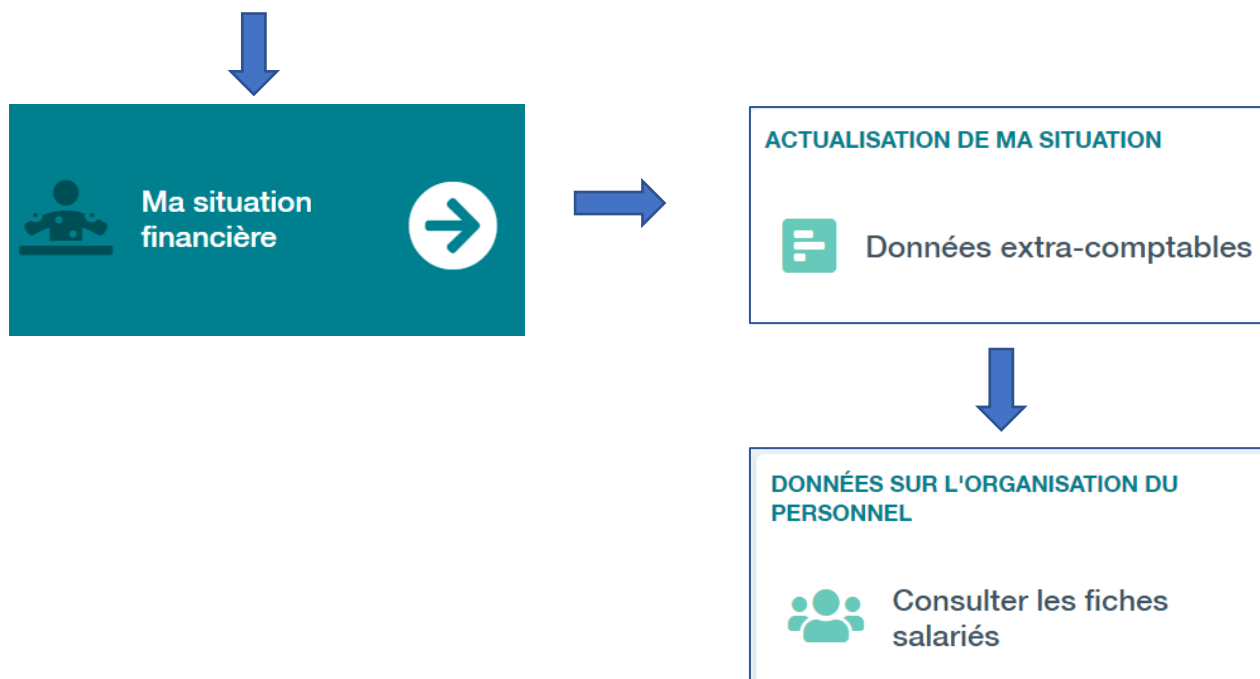 Ma situation
financière
ACTUALISATION DE MA SITUATION
Données extra-comptables
DONNÉES SUR L'ORGANISATION DU
PERSONNEL
Consulter les fiches
salariés